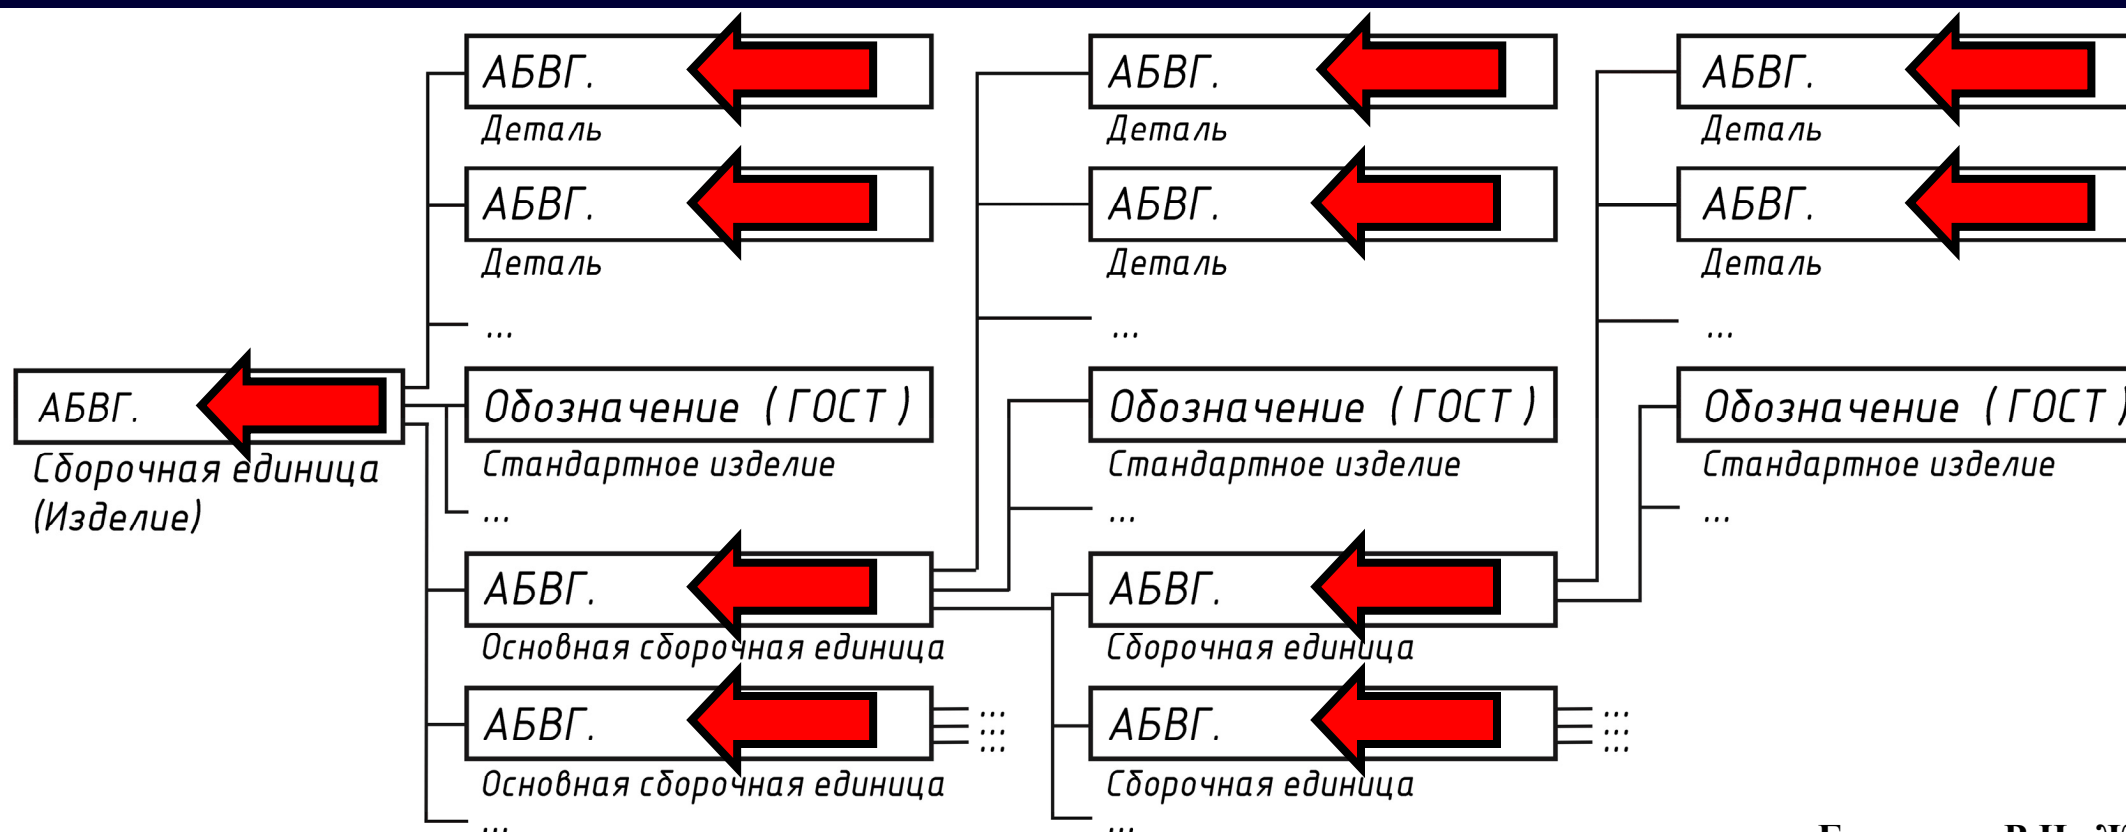 АБВГ.
Сборочная единица
(Изделие)
АБВГ.
Деталь
АБВГ.
Деталь
...
Обозначение (ГОСТ)
Стандартное изделие
...
АБВГ.
Основная сборочная единица
АБВГ.
Основная сборочная единица
...
...
...
...
АБВГ.
Деталь
АБВГ.
Деталь
...
Обозначение (ГОСТ)
Стандартное изделие
...
АБВГ.
Сборочная единица
АБВГ.
Сборочная единица
...
...
...
...
АБВГ.
Деталь
АБВГ.
Деталь
...
Обозначение (ГОСТ)
Стандартное изделие
...